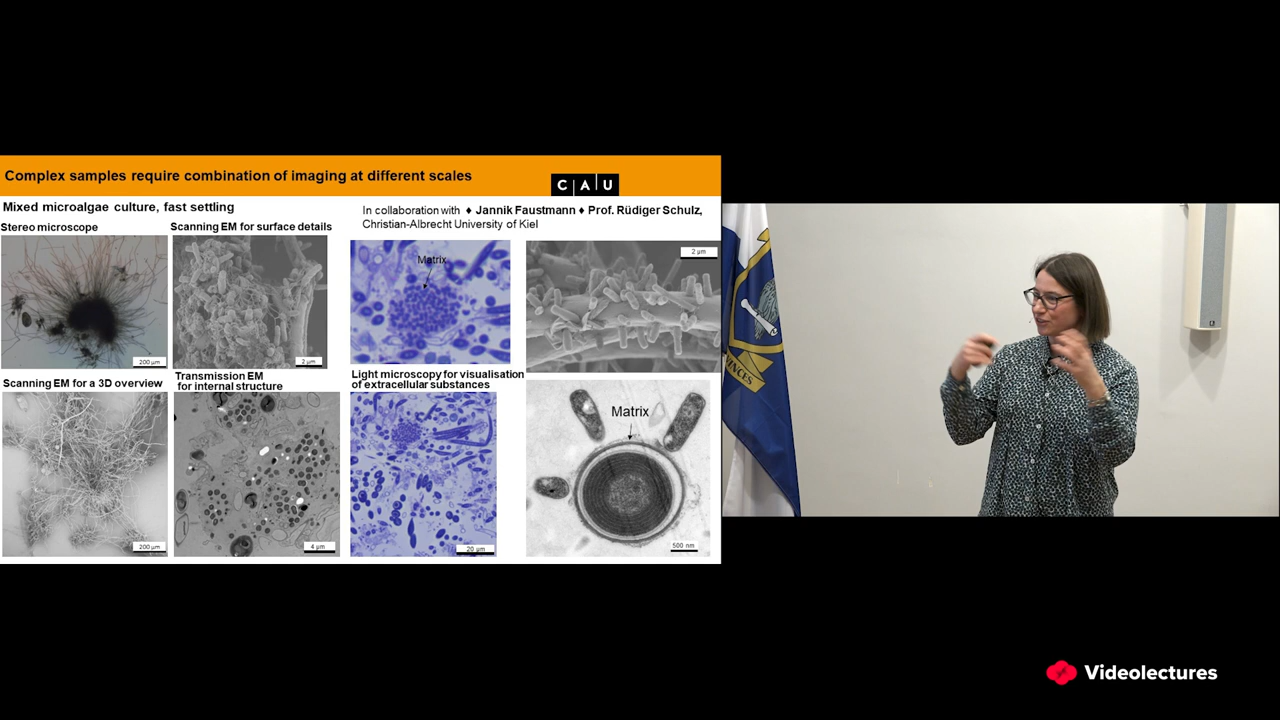 Complex samples require combination of imaging at different scales
C A U
Mixed microalgae culture, fast settling
In collaboration with ♦ Jannik Faustmann ♦ Prof. Rüdiger Schulz,
Christian-Albrecht University of Kiel
Stereo microscope
Scanning EM for surface details
200 µm
2 µm
Matrix
2 µm
Scanning EM for a 3D overview
Transmission EM
for internal structure
Light microscopy for visualisation
of extracellular substances
200 µm
4 µm
20 µm
Matrix
500 nm
INCES
Videolectures